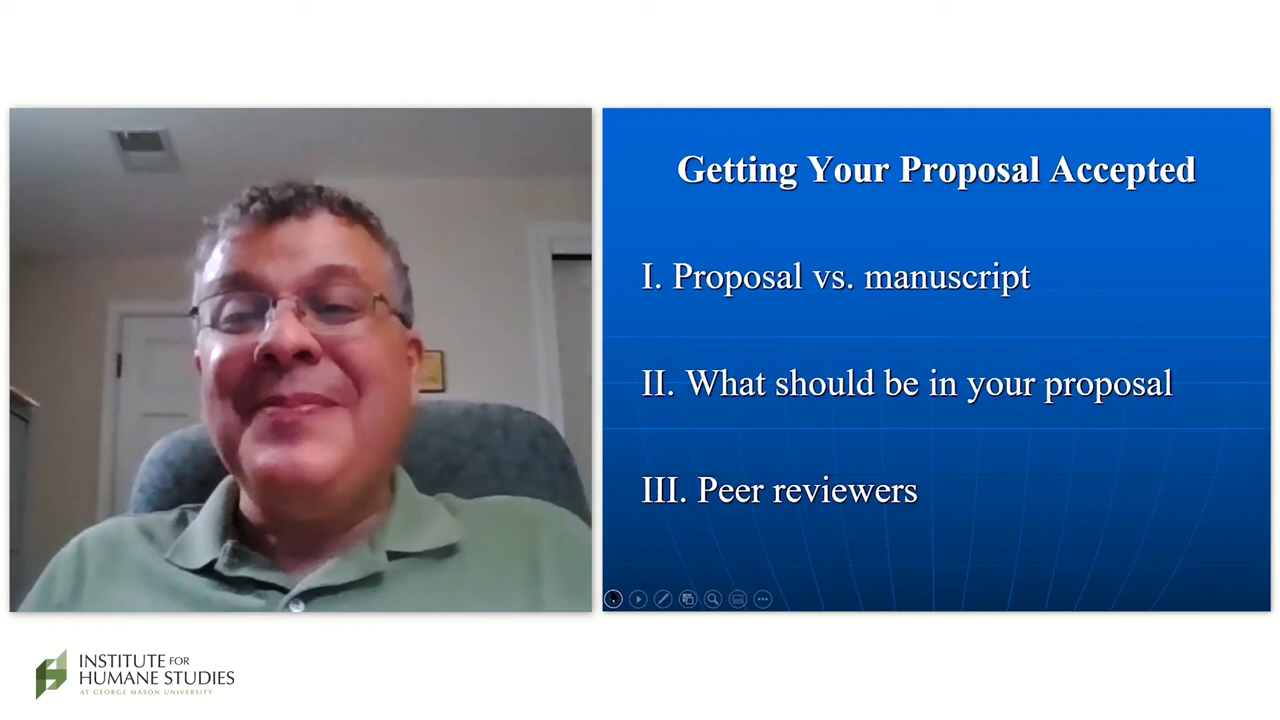 Getting Your Proposal Accepted
I. Proposal vs. manuscript
II. What should be in your proposal
III. Peer reviewers
INSTITUTE FOR
HUMANE STUDIES
AT GEORGE MASON UNIVERSITY